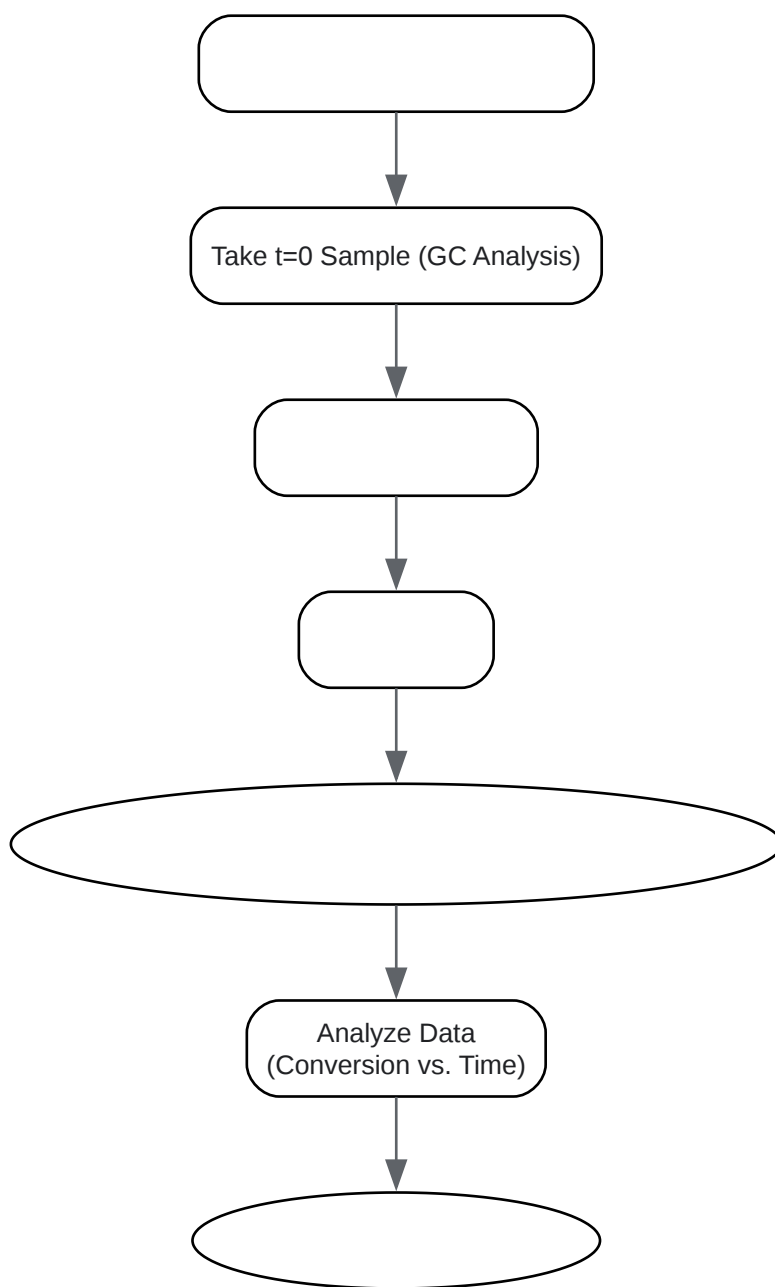 Take t=0 Sample (GC Analysis)
Analyze Data
(Conversion vs. Time)